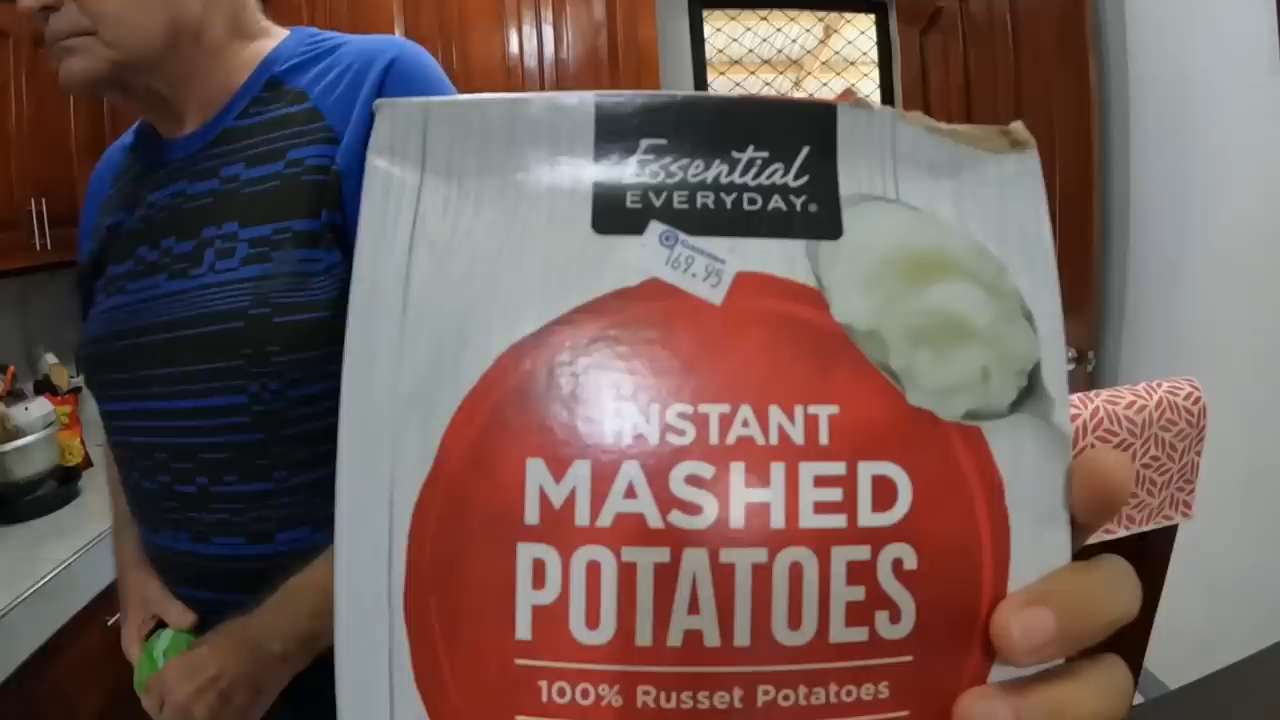 Essential
EVERYDAY®
169.95
INSTANT
MASHED
POTATOES
100% Russet Potatoes